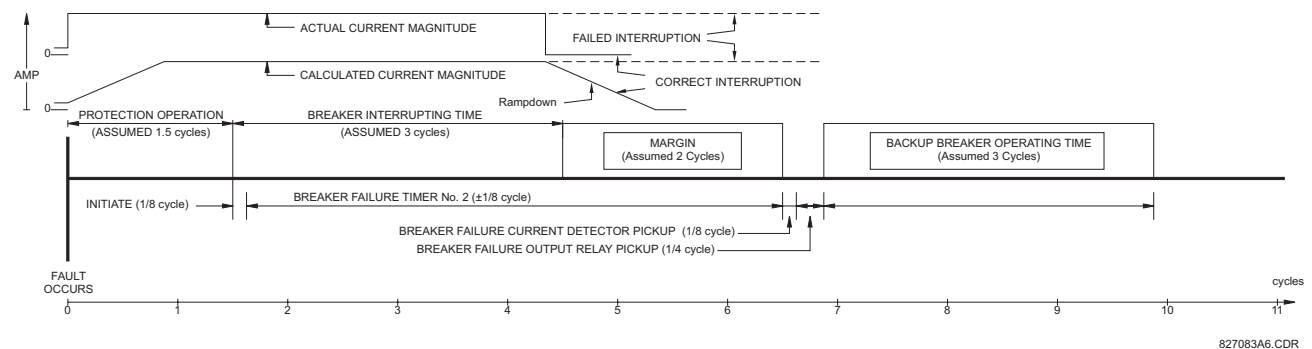 ACTUAL CURRENT MAGNITUDE
FAILED INTERRUPTION
0
AMP
CALCULATED CURRENT MAGNITUDE
CORRECT INTERRUPTION
0
Rampdown
PROTECTION OPERATION
(ASSUMED 1.5 cycles)
BREAKER INTERRUPTING TIME
(ASSUMED 3 cycles)
MARGIN
(Assumed 2 Cycles)
BACKUP BREAKER OPERATING TIME
(Assumed 3 Cycles)
INITIATE (1/8 cycle)
BREAKER FAILURE TIMER No. 2 (±1/8 cycle)
BREAKER FAILURE CURRENT DETECTOR PICKUP (1/8 cycle)
BREAKER FAILURE OUTPUT RELAY PICKUP (1/4 cycle)
FAULT
OCCURS
cycles
0 1 2 3 4 5 6 7 8 9 10 11
827083A6.CDR